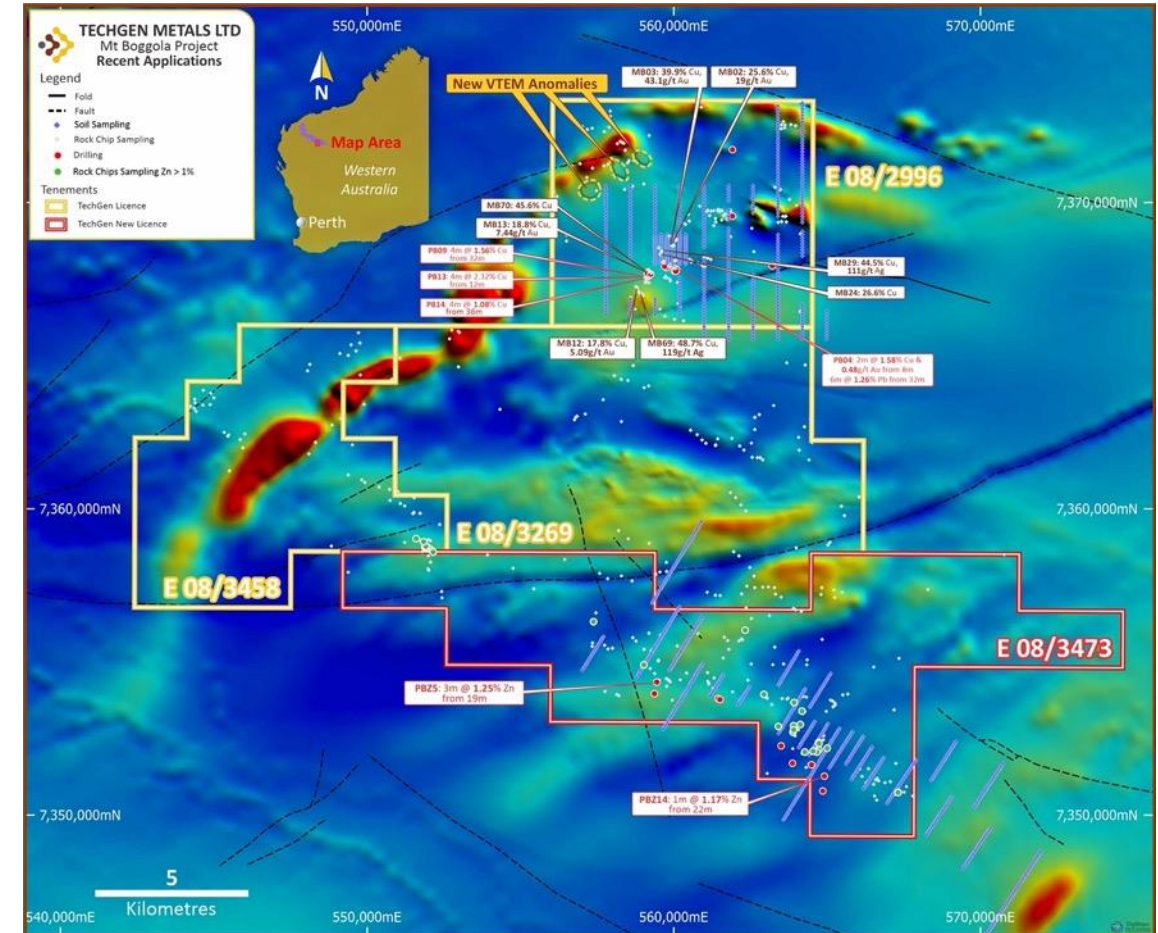 TECHGEN METALS LTD
Mt Boggola Project
Recent Applications
Legend
Fold
Fault
Soil Sampling
Rock Chip Sampling
Drilling
Rock Chips Sampling Zn > 1%
Tenements
TechGen Licence
TechGen New Licence
550,000mE
560,000mE
570,000mE
N
Map Area
Western
Australia
Perth
New VTEM Anomalies
MB03: 39.9% Cu,
43.1g/t Au
MB02: 25.6% Cu,
19g/t Au
E 08/2996
7,370,000mN
7,370,000mN
MB70: 45.6% Cu
MB13: 18.8% Cu,
7.44g/t Au
PB09: 4m @ 1.56% Cu
from 32m
PB13: 4m @ 2.32% Cu
from 12m
PB14: 4m @ 1.08% Cu
from 36m
MB29: 44.5% Cu,
111g/t Ag
MB24: 26.6% Cu
MB12: 17.8% Cu,
5.09g/t Au
MB69: 48.7% Cu,
119g/t Ag
PB04: 2m @ 1.58% Cu &
0.48g/t Au from 8m
6m @ 1.26% Pb from 32m
7,360,000mN
7,360,000mN
E 08/3269
E 08/3458
E 08/3473
PBZ5: 3m @ 1.25% Zn
from 19m
PBZ14: 1m @ 1.17% Zn
from 22m
7,350,000mN
7,350,000mN
5
Kilometres
540,000mE
550,000mE
560,000mE
570,000mE